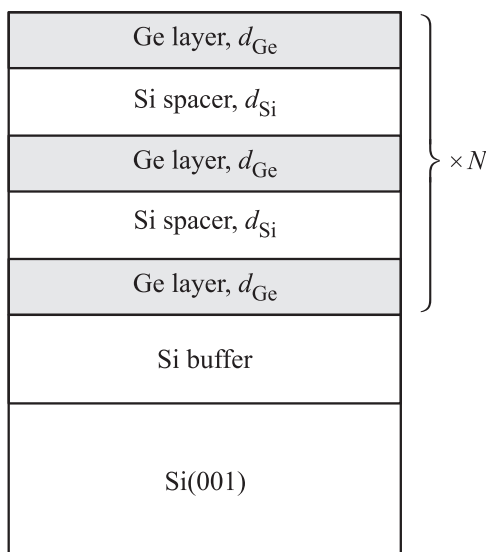 Ge layer, d_Ge
Si spacer, d_Si
Ge layer, d_Ge
× N
Si spacer, d_Si
Ge layer, d_Ge
Si buffer
Si(001)